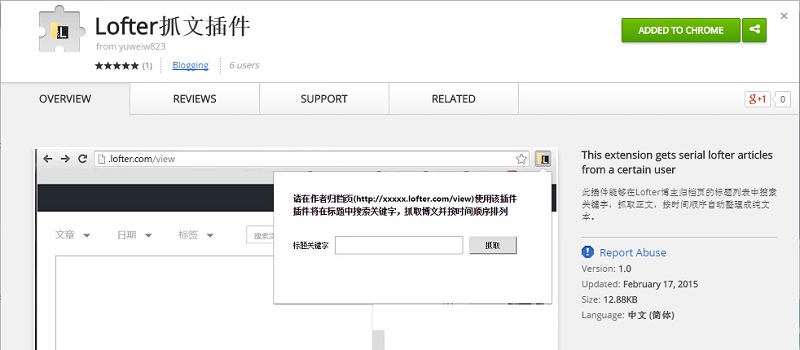 Lofter抓文插件
from yuweiw823
ADDED TO CHROME
★★★★★ (1) Blogging 6 users
OVERVIEW REVIEWS SUPPORT RELATED
g+1 0
.lofter.com/view
请在作者归档页(http://xxxxx.lofter.com/view)使用该插件
插件将在标题中搜索关键字，抓取博文并按时间顺序排列
文章 日期 标签 搜索文
标题关键字 抓取
This extension gets serial lofter articles
from a certain user
此插件能够在Lofter博主归档页的标题列表中搜索
关键字，抓取正文，按时间顺序自动整理成纯文
本。
Report Abuse
Version: 1.0
Updated: February 17, 2015
Size: 12.88KB
Language: 中文 (简体)